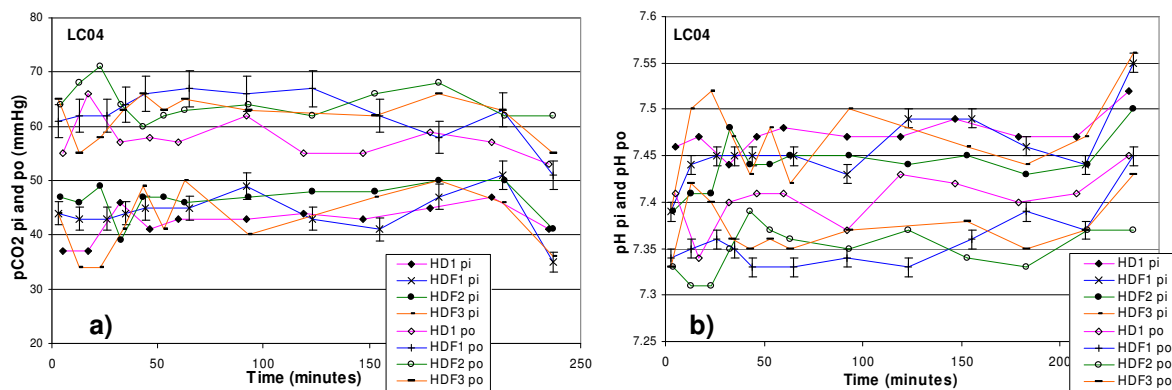 LC04
pCO2 pi and po (mmHg)
80
70
60
50
40
30
20
0
50
100
150
250
Time (minutes)
a)
HD1 pi
HDF1 pi
HDF2 pi
HDF3 pi
HD1 po
HDF1 po
HDF2 po
HDF3 po
LC04
pH pi and pH po
7.6
7.55
7.5
7.45
7.4
7.35
7.3
7.25
0
50
100
150
200
Time (minutes)
b)
HD1 pi
HDF1 pi
HDF2 pi
HDF3 pi
HD1 po
HDF1 po
HDF2 po
HDF3 po